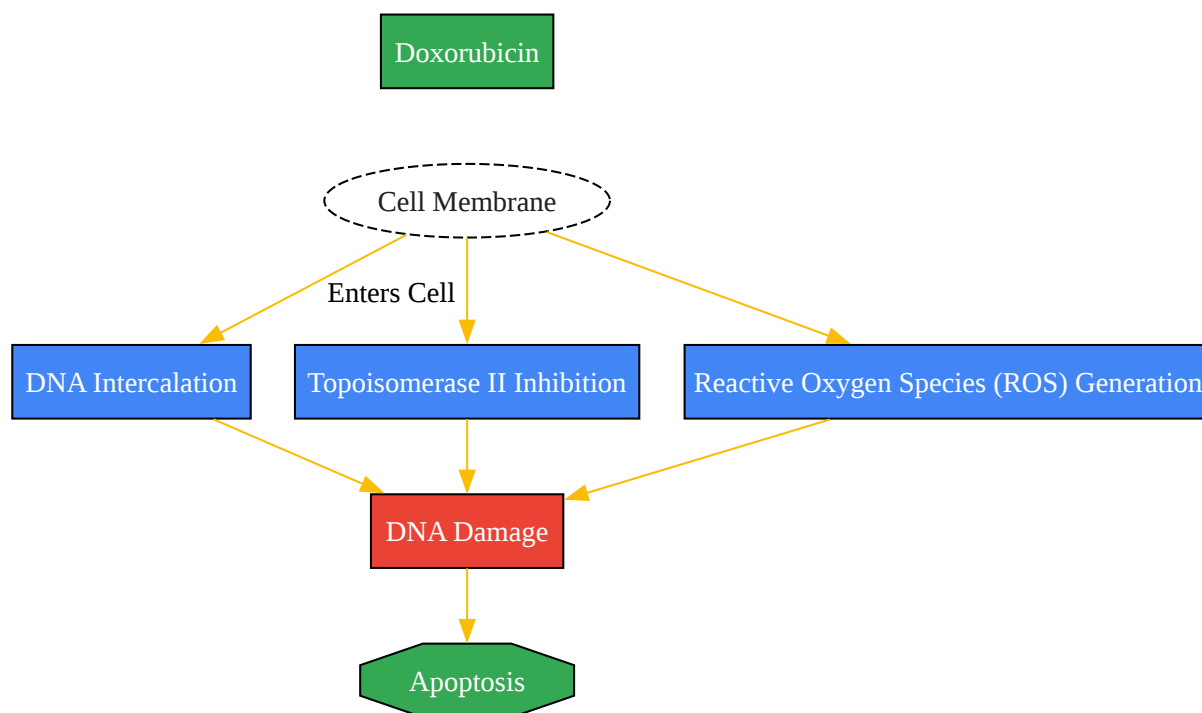 Doxorubicin
Cell Membrane
Enters Cell
DNA Intercalation
Topoisomerase II Inhibition
Reactive Oxygen Species (ROS) Generation
DNA Damage
Apoptosis